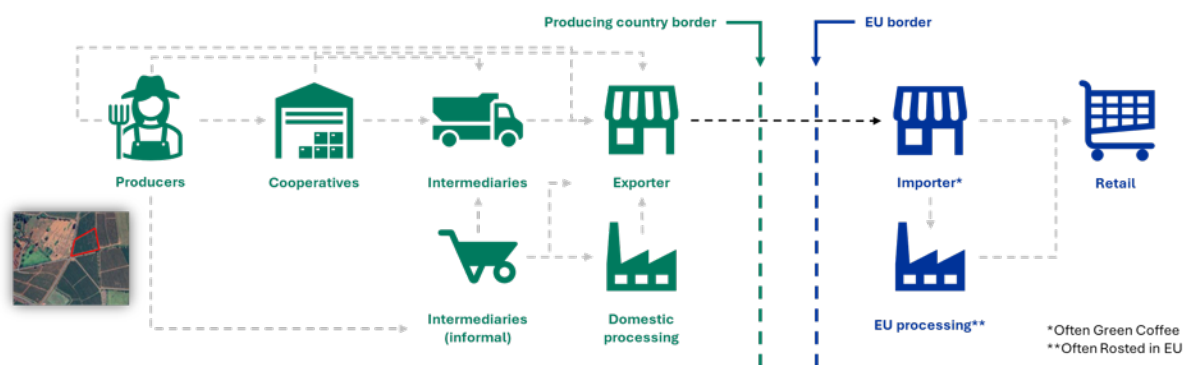 Producing country border
EU border
Producers
Cooperatives
Intermediaries
Exporter
Importer*
Retail
Intermediaries
(informal)
Domestic
processing
EU processing**
*Often Green Coffee
**Often Rosted in EU